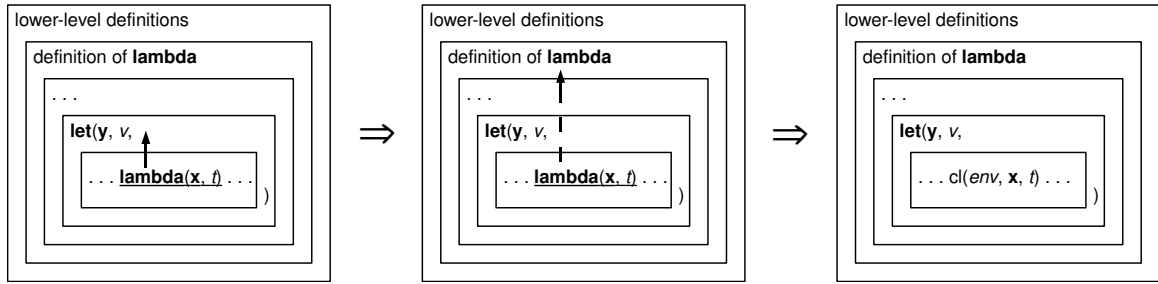 lower-level definitions
definition of lambda
. . .
let(y, v,
. . . lambda(x, t) . . .
)
⇒
lower-level definitions
definition of lambda
. . .
let(y, v,
. . . lambda(x, t) . . .
)
⇒
lower-level definitions
definition of lambda
. . .
let(y, v,
. . . cl(env, x, t) . . .
)